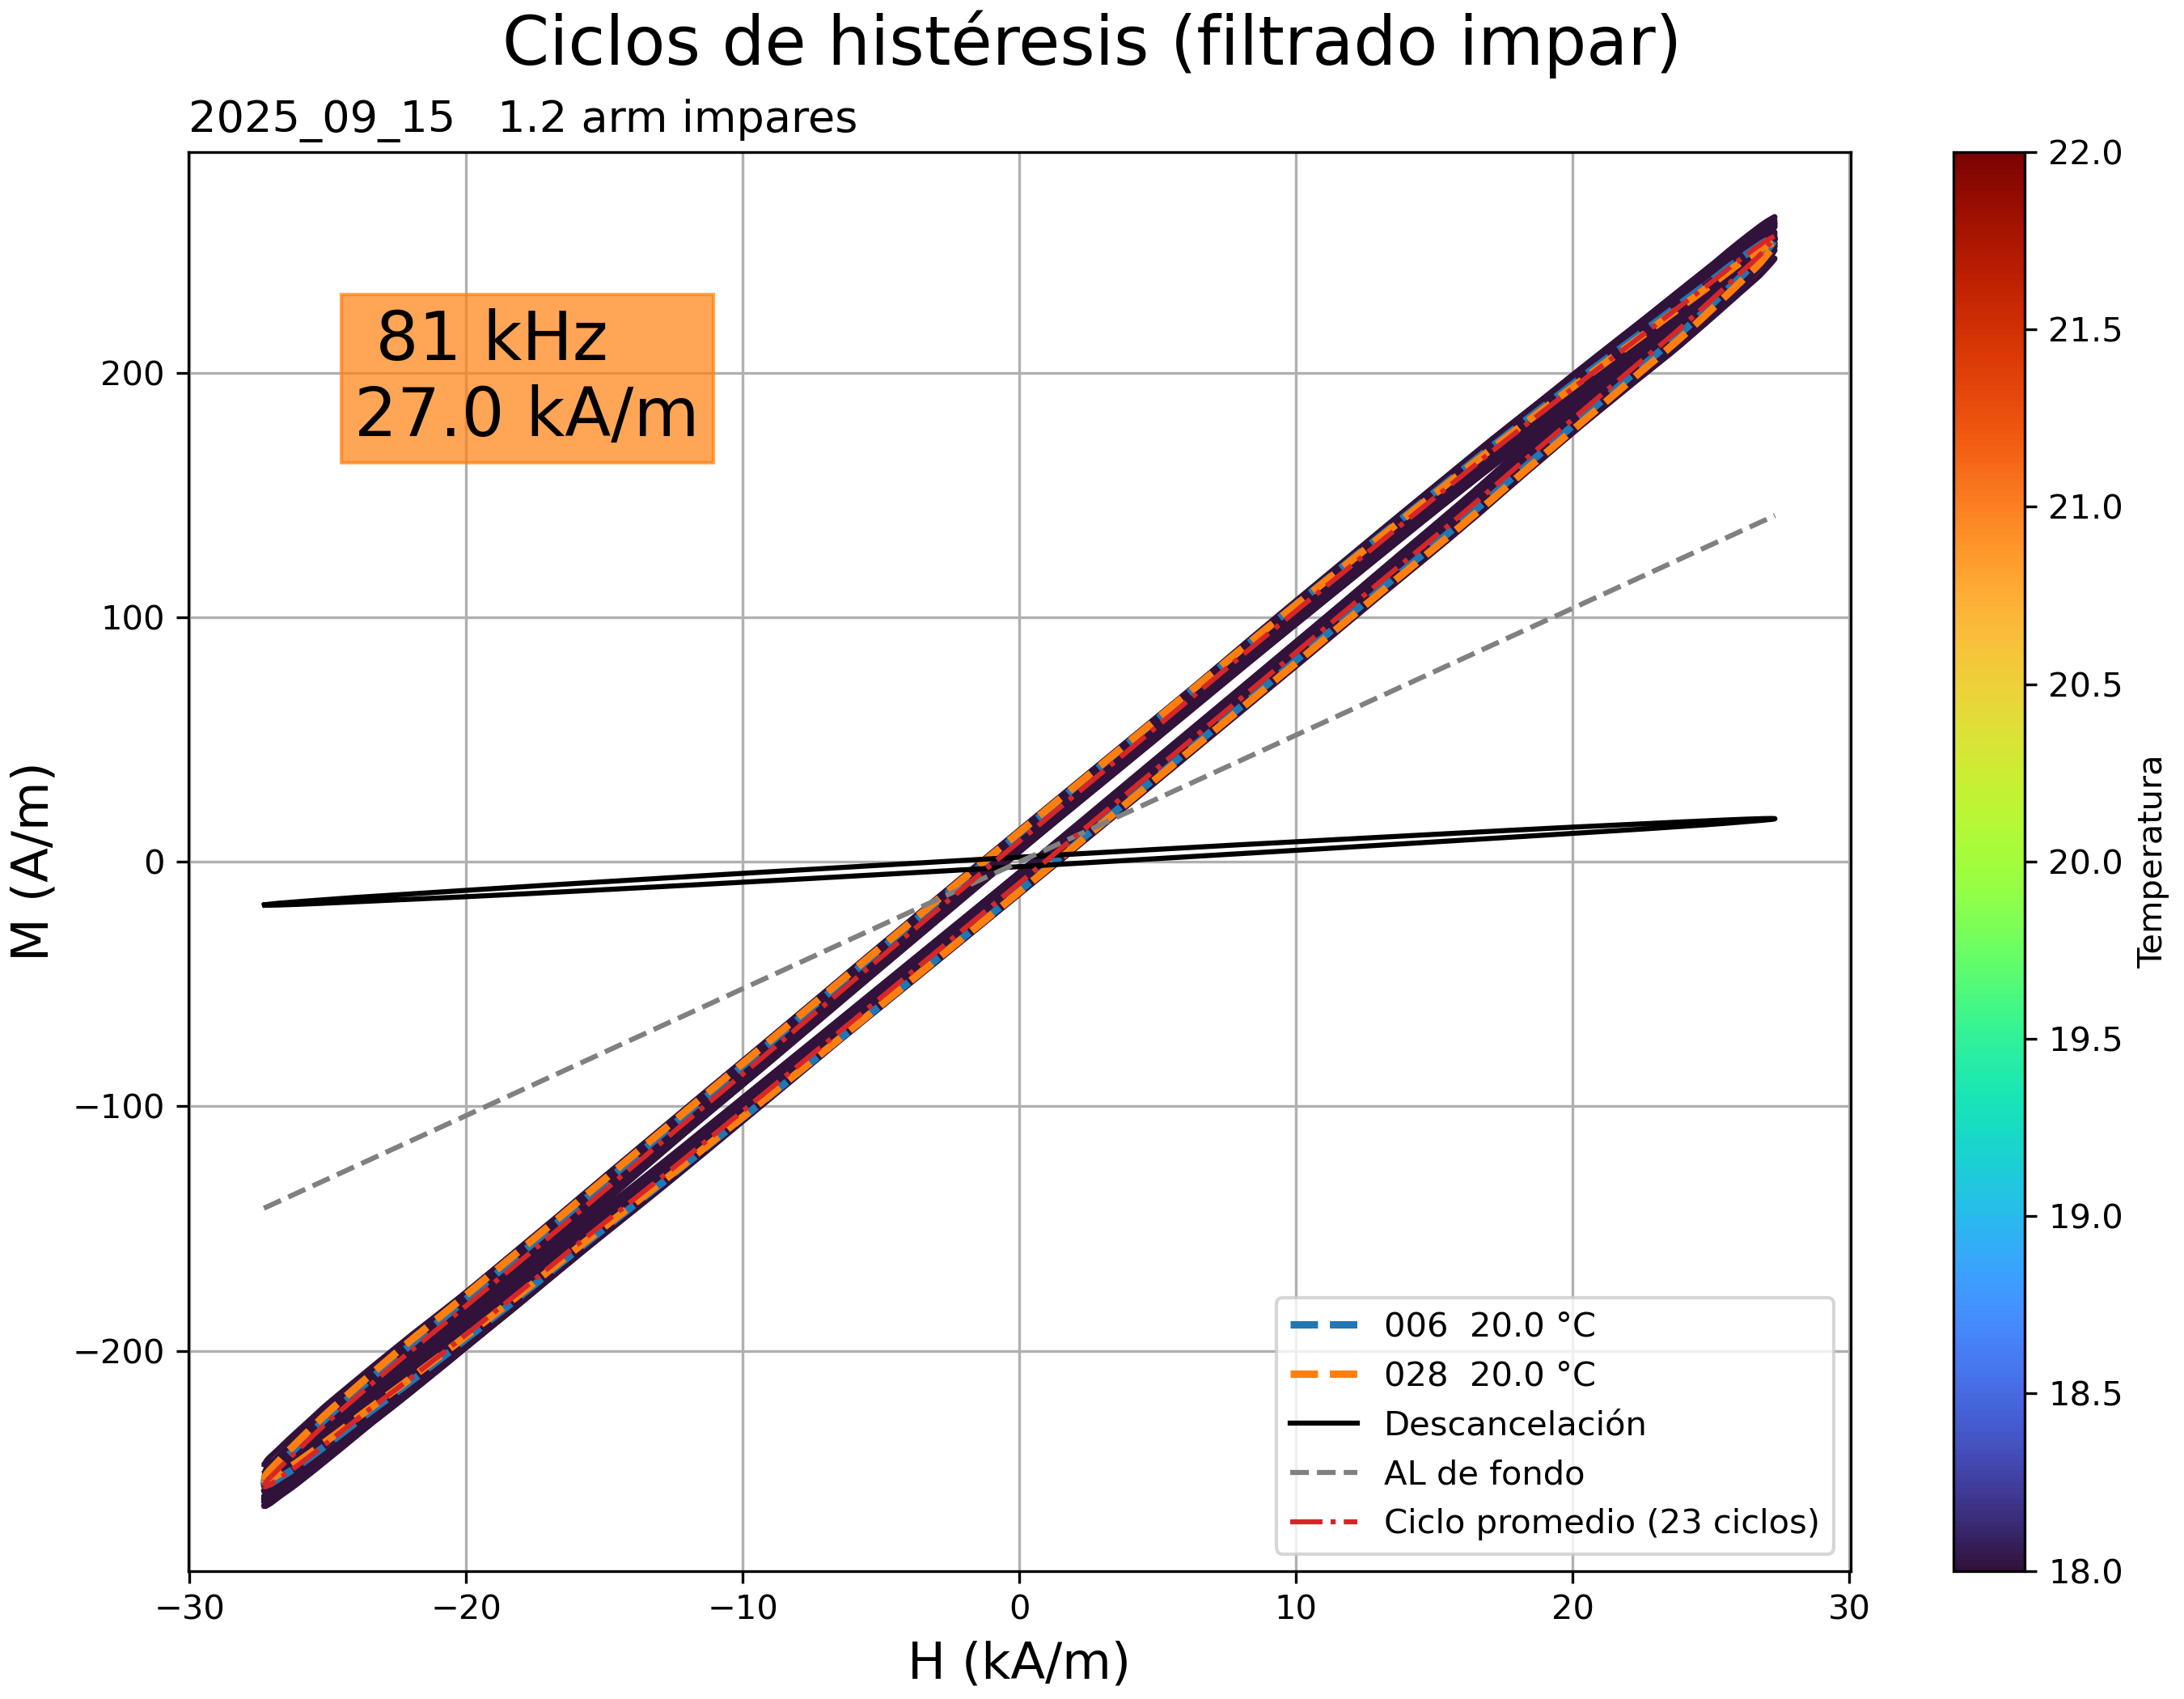 Ciclos de histéresis (filtrado impar)
2025_09_15   1.2 arm impares
81 kHz
27.0 kA/m
M (A/m)
200
100
0
−100
−200
−30
−20
−10
0
10
20
30
H (kA/m)
006  20.0 °C
028  20.0 °C
Descancelación
AL de fondo
Ciclo promedio (23 ciclos)
22.0
21.5
21.0
20.5
20.0
19.5
19.0
18.5
18.0
Temperatura